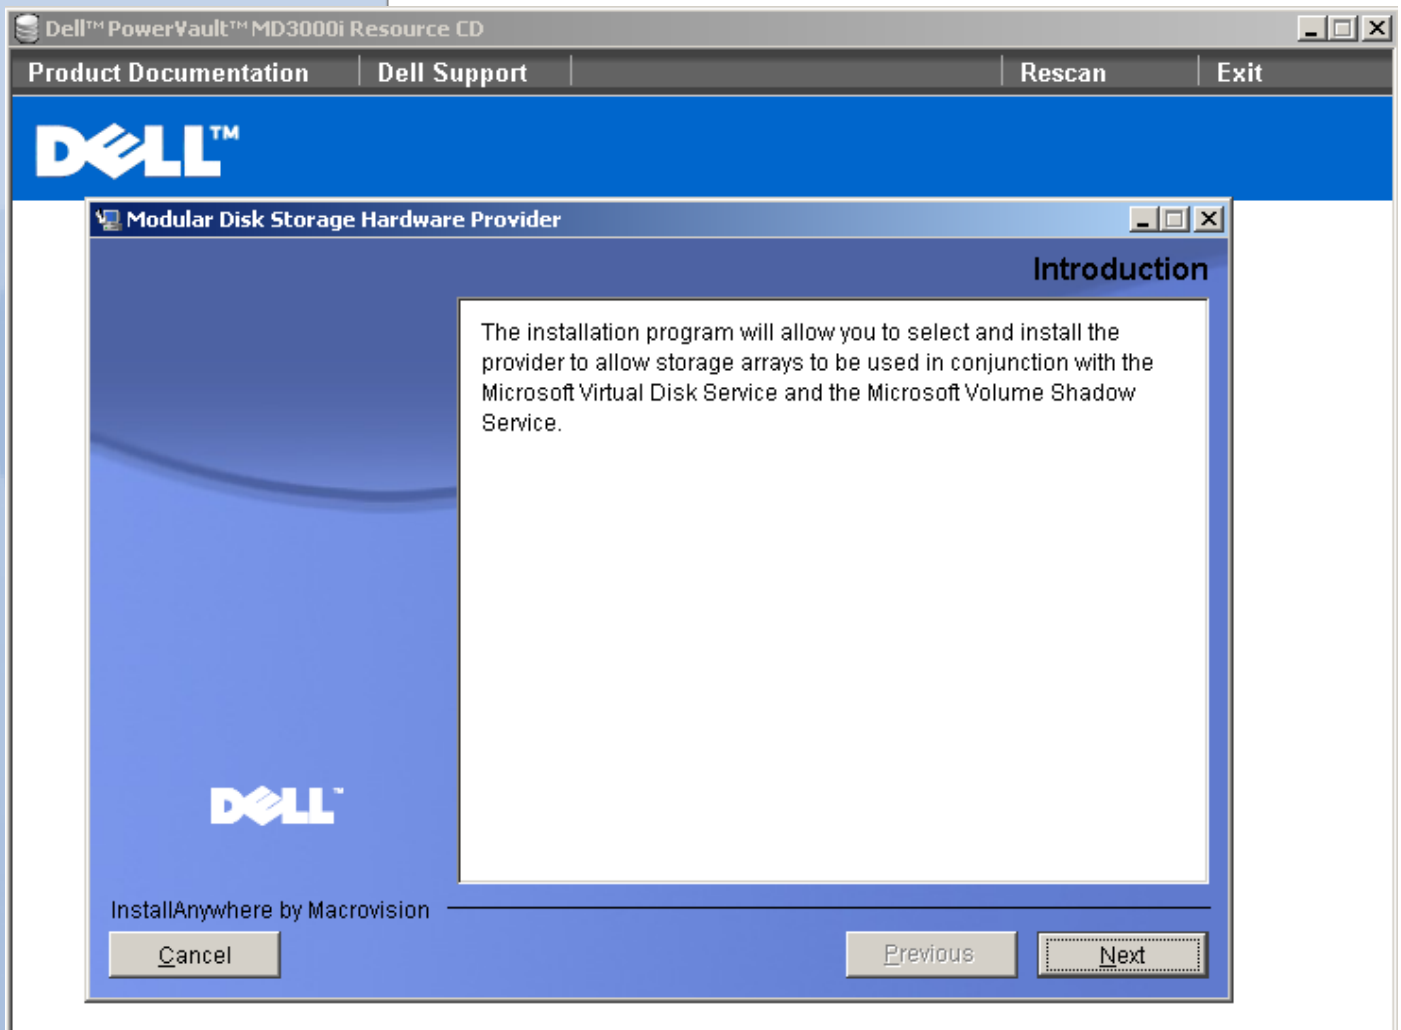 Dell™ PowerVault™ MD3000i Resource CD
Product Documentation Dell Support Rescan Exit
DELL™
Modular Disk Storage Hardware Provider
Introduction
The installation program will allow you to select and install the
provider to allow storage arrays to be used in conjunction with the
Microsoft Virtual Disk Service and the Microsoft Volume Shadow
Service.
DELL™
InstallAnywhere by Macrovision
Cancel Previous Next